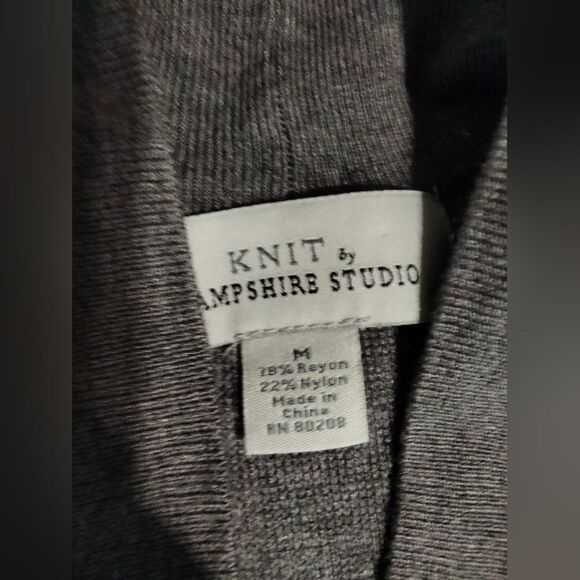 KNIT by
AMPSHIRE STUDIO
M
78% Rayon
22% Nylon
Made in
China
RN 80208